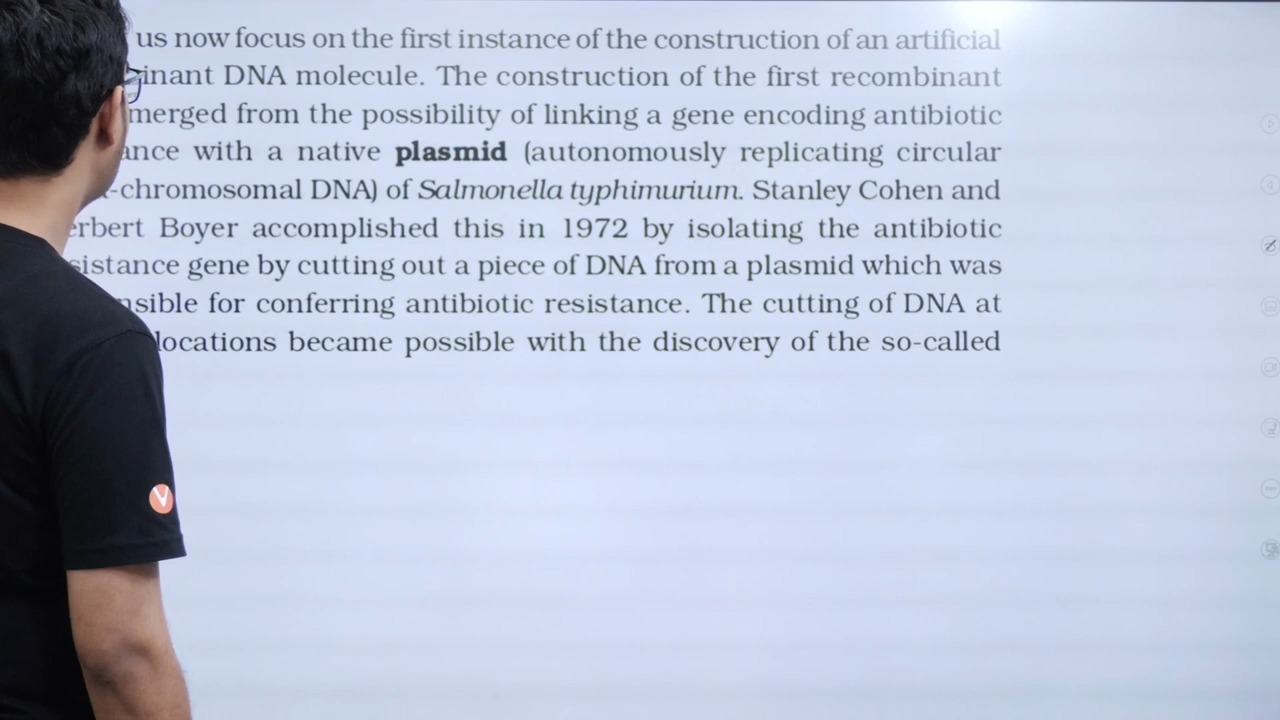 us now focus on the first instance of the construction of an artificial
inant DNA molecule. The construction of the first recombinant
merged from the possibility of linking a gene encoding antibiotic
ance with a native plasmid (autonomously replicating circular
-chromosomal DNA) of Salmonella typhimurium. Stanley Cohen and
erbert Boyer accomplished this in 1972 by isolating the antibiotic
sistance gene by cutting out a piece of DNA from a plasmid which was
nsible for conferring antibiotic resistance. The cutting of DNA at
locations became possible with the discovery of the so-called
V